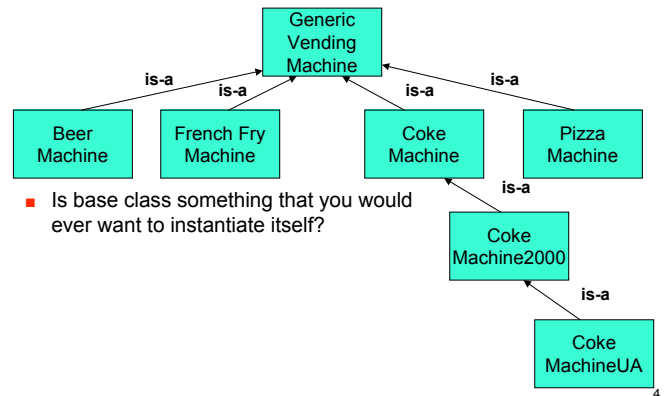 Generic
Vending
Machine
is-a
is-a
is-a
is-a
Beer
Machine
French Fry
Machine
Coke
Machine
Pizza
Machine
is-a
▪ Is base class something that you would
ever want to instantiate itself?
Coke
Machine2000
is-a
Coke
MachineUA
4